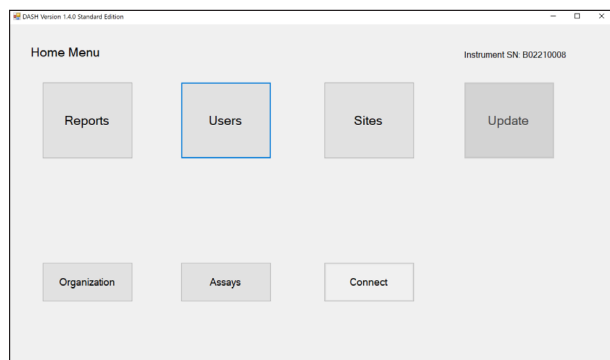 DASH Version 1.4.0 Standard Edition
Home Menu
Instrument SN: B02210008
Reports
Users
Sites
Update
Organization
Assays
Connect